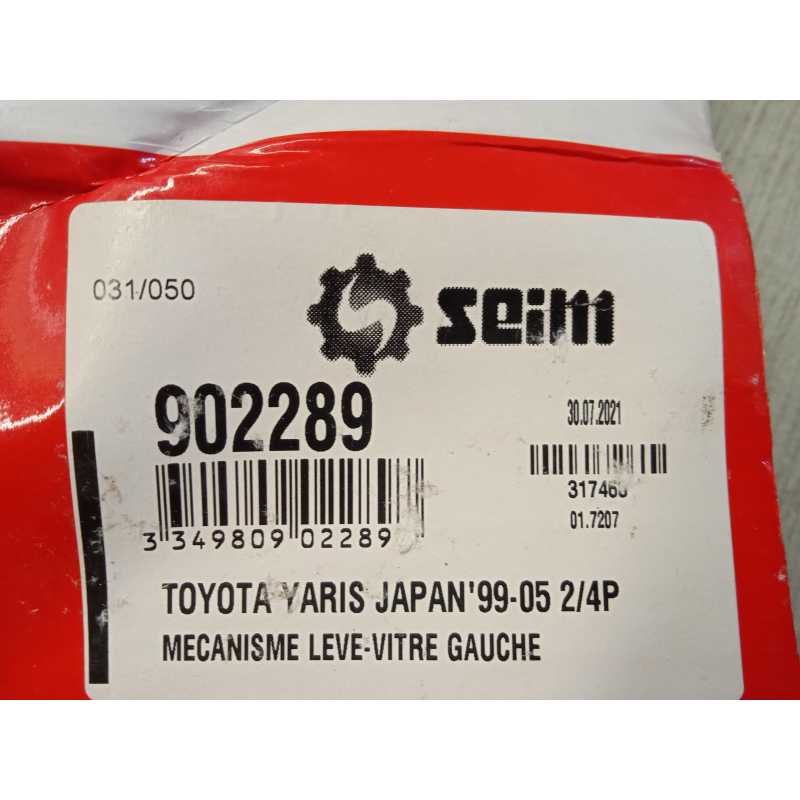 031/050
seim
902289
30.07.2021
3 349809 02289
01.7207
TOYOTA YARIS JAPAN'99-05 2/4P
MECANISME LEVE-VITRE GAUCHE